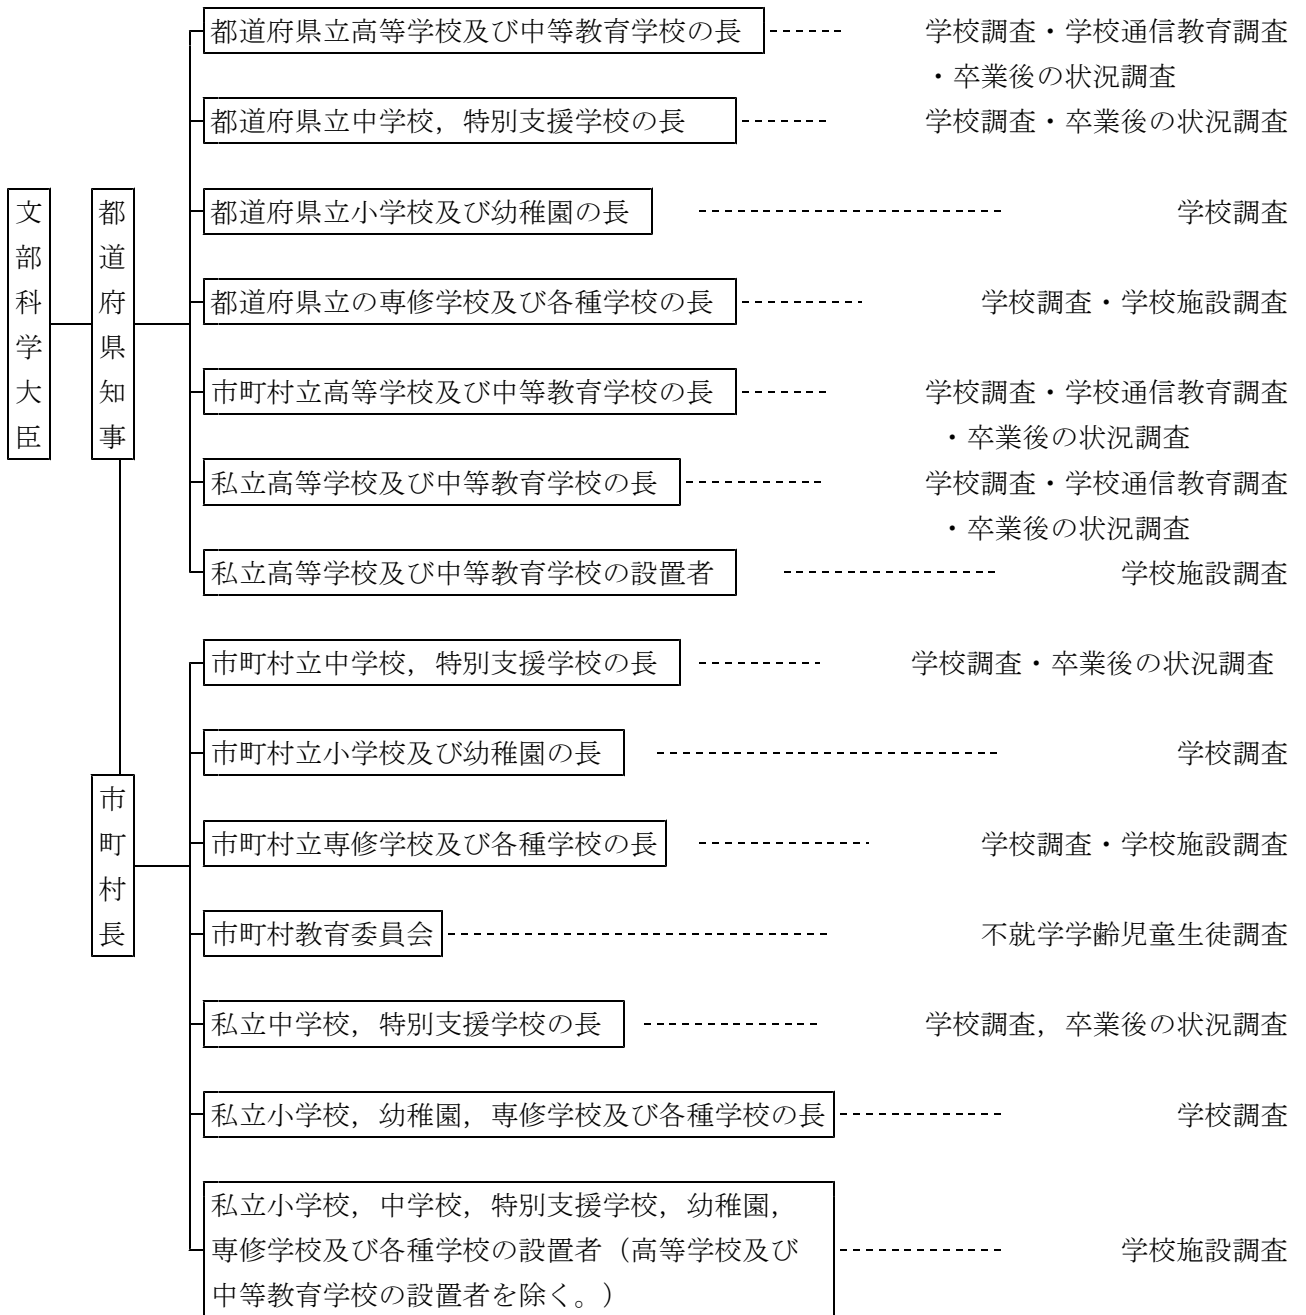 都道府県立高等学校及び中等教育学校の長 学校調査・学校通信教育調査
・卒業後の状況調査
都道府県立中学校，特別支援学校の長 学校調査・卒業後の状況調査
文部科学大臣
都道府県知事
都道府県立小学校及び幼稚園の長 学校調査
都道府県立の専修学校及び各種学校の長 学校調査・学校施設調査
市町村立高等学校及び中等教育学校の長 学校調査・学校通信教育調査
・卒業後の状況調査
私立高等学校及び中等教育学校の長 学校調査・学校通信教育調査
・卒業後の状況調査
私立高等学校及び中等教育学校の設置者 学校施設調査
市町村立中学校，特別支援学校の長 学校調査・卒業後の状況調査
市町村立小学校及び幼稚園の長 学校調査
市町村長
市町村立専修学校及び各種学校の長 学校調査・学校施設調査
市町村教育委員会 不就学学齢児童生徒調査
私立中学校，特別支援学校の長 学校調査，卒業後の状況調査
私立小学校，幼稚園，専修学校及び各種学校の長 学校調査
私立小学校，中学校，特別支援学校，幼稚園，
専修学校及び各種学校の設置者（高等学校及び 学校施設調査
中等教育学校の設置者を除く。）